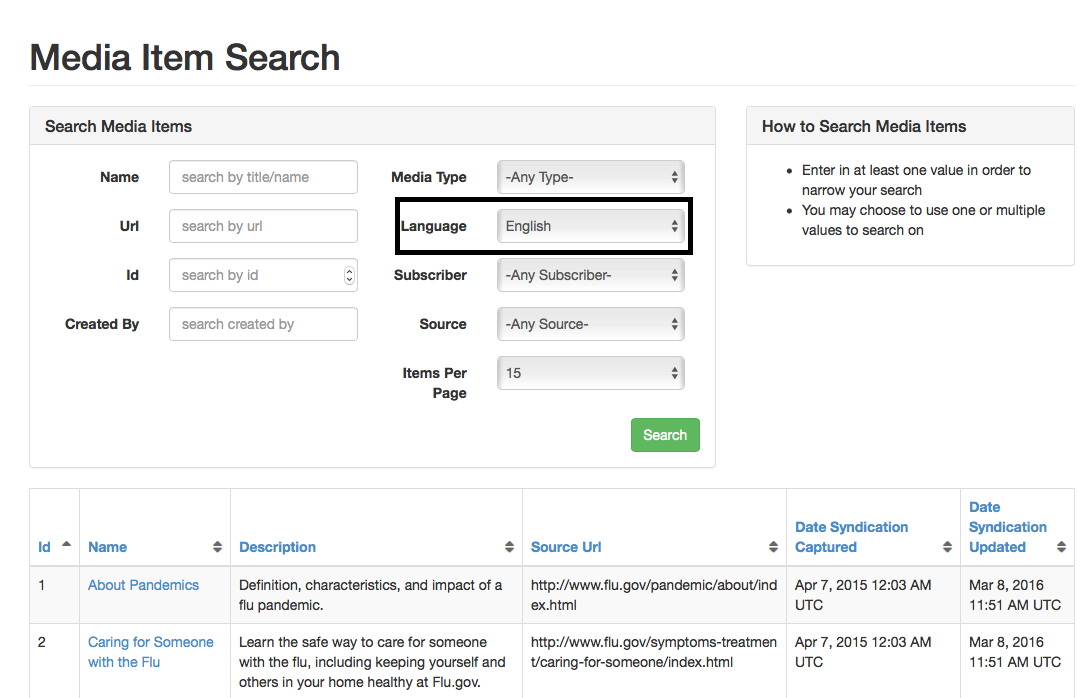 Media Item Search
Search Media Items
Name
search by title/name
Media Type
-Any Type-
Url
search by url
Language
English
Id
search by id
Subscriber
-Any Subscriber-
Created By
search created by
Source
-Any Source-
Items Per
Page
15
Search
How to Search Media Items
• Enter in at least one value in order to
narrow your search
• You may choose to use one or multiple
values to search on
Id
Name
Description
Source Url
Date Syndication
Captured
Date
Syndication
Updated
1
About Pandemics
Definition, characteristics, and impact of a
flu pandemic.
http://www.flu.gov/pandemic/about/ind
ex.html
Apr 7, 2015 12:03 AM
UTC
Mar 8, 2016
11:51 AM UTC
2
Caring for Someone
with the Flu
Learn the safe way to care for someone
with the flu, including keeping yourself and
others in your home healthy at Flu.gov.
http://www.flu.gov/symptoms-treatmen
t/caring-for-someone/index.html
Apr 7, 2015 12:03 AM
UTC
Mar 8, 2016
11:51 AM UTC